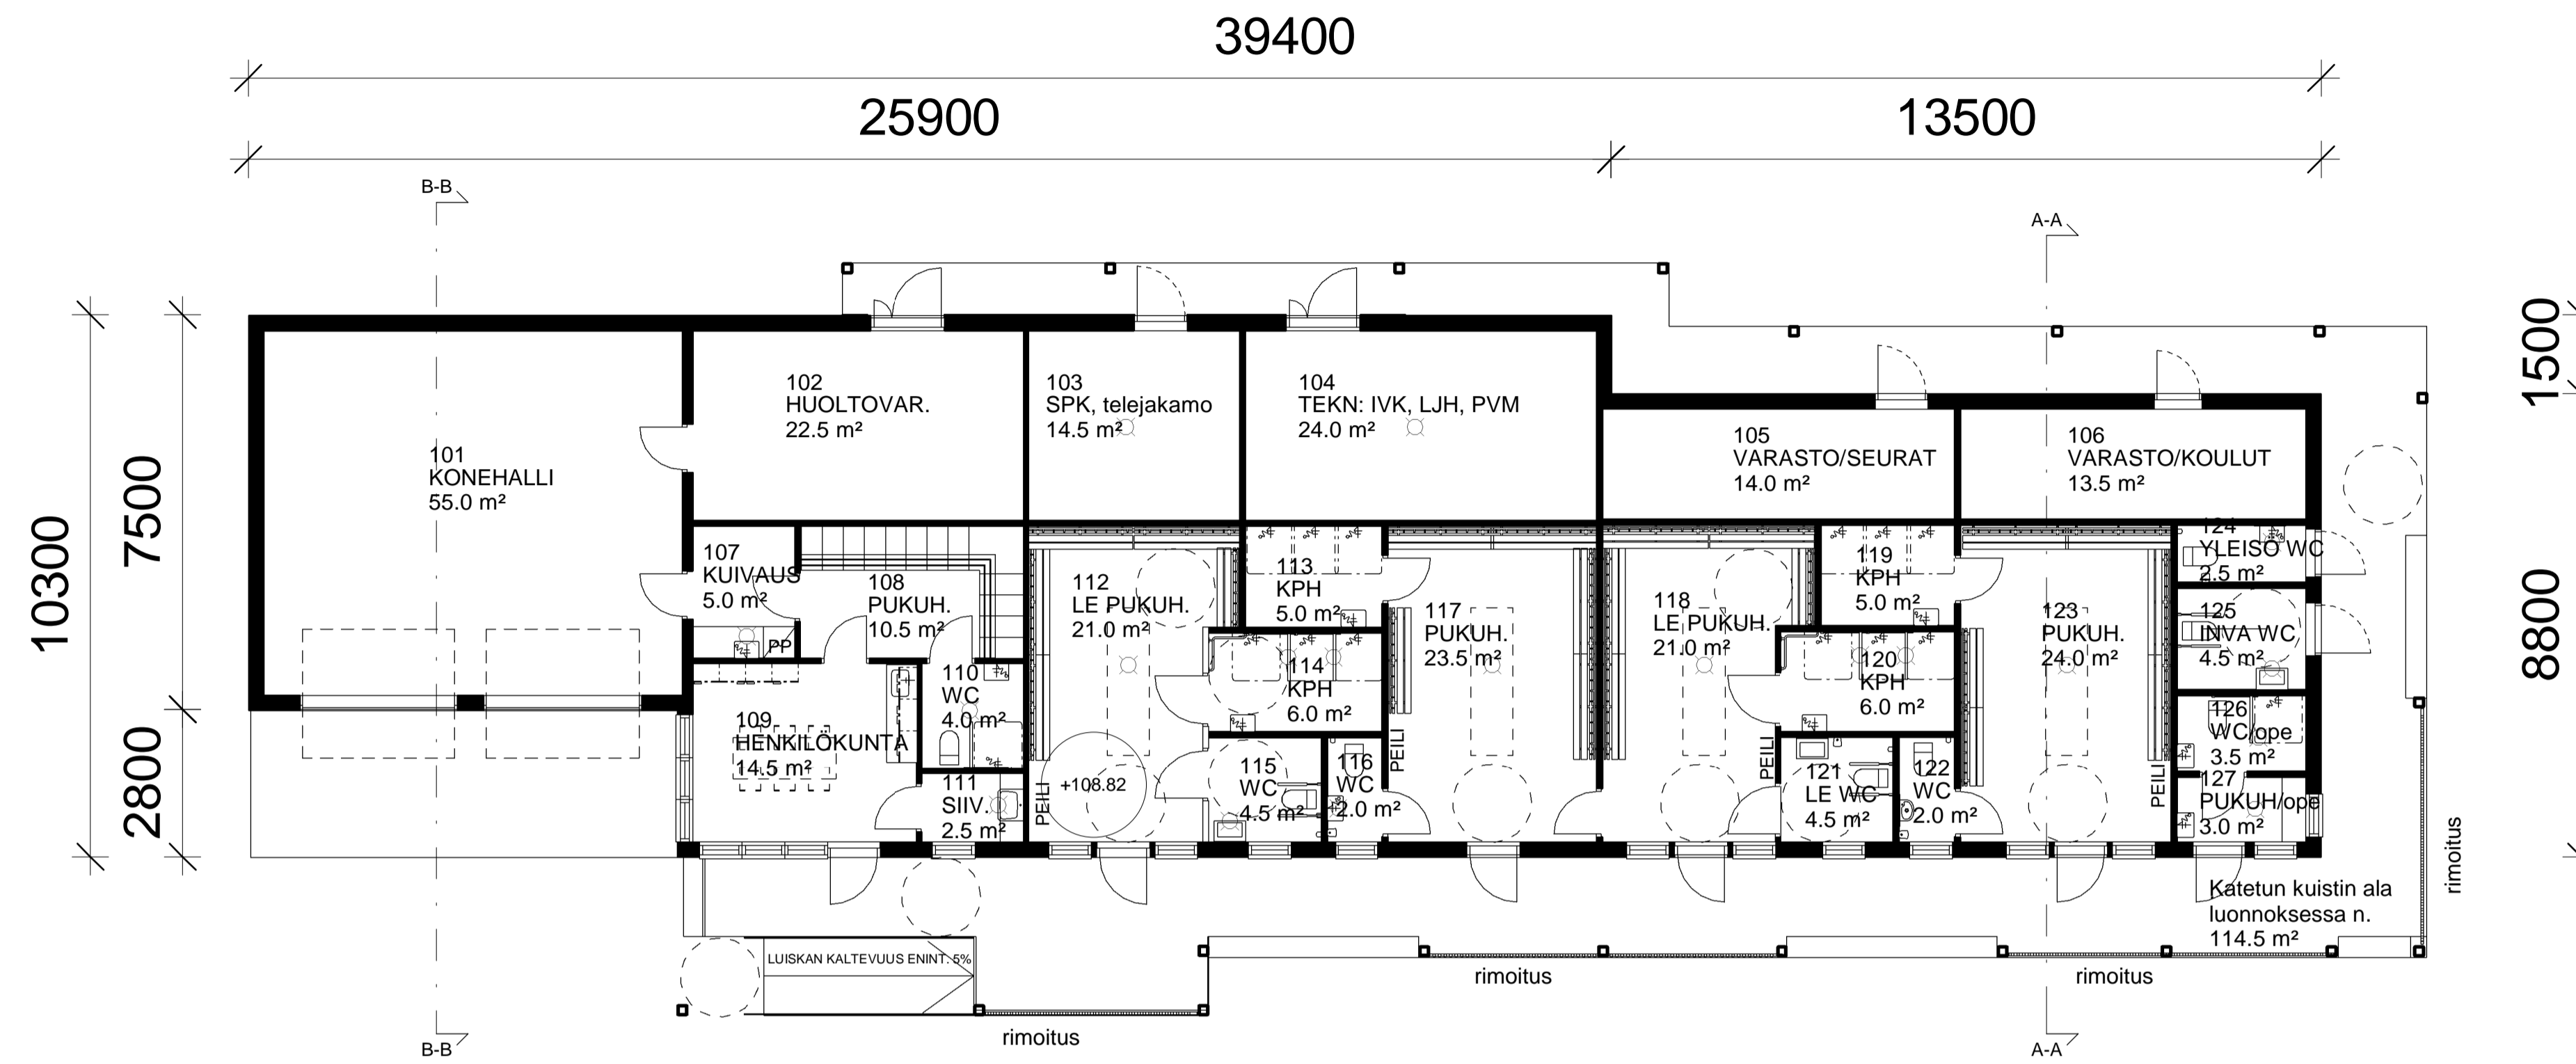 39400
25900
13500
B-B
A-A
10300
7500
2800
1500
8800
101
KONEHALLI
55.0 m²
102
HUOLTOVAR.
22.5 m²
103
SPK, telejakamo
14.5 m²
104
TEKN: IVK, LJH, PVM
24.0 m²
105
VARASTO/SEURAT
14.0 m²
106
VARASTO/KOULUT
13.5 m²
107
KUIVAUS
5.0 m²
PP
108
PUKUH.
10.5 m²
109
HENKILÖKUNTA
14.5 m²
110
WC
4.0 m²
111
SIIV.
2.5 m²
PEILI
112
LE PUKUH.
21.0 m²
+108.82
113
KPH
5.0 m²
114
KPH
6.0 m²
115
WC
4.5 m²
116
WC
2.0 m²
PEILI
117
PUKUH.
23.5 m²
118
LE PUKUH.
21.0 m²
PEILI
119
KPH
5.0 m²
120
KPH
6.0 m²
121
LE WC
4.5 m²
122
WC
2.0 m²
123
PUKUH.
24.0 m²
PEILI
124
YLEISÖ WC
2.5 m²
125
INVA WC
4.5 m²
126
WC/ope
3.5 m²
127
PUKUH/ope
3.0 m²
Katetun kuistin ala
luonnoksessa n.
114.5 m²
rimoitus
LUISKAN KALTEVUUS ENINT. 5%
rimoitus
rimoitus
rimoitus
B-B
A-A